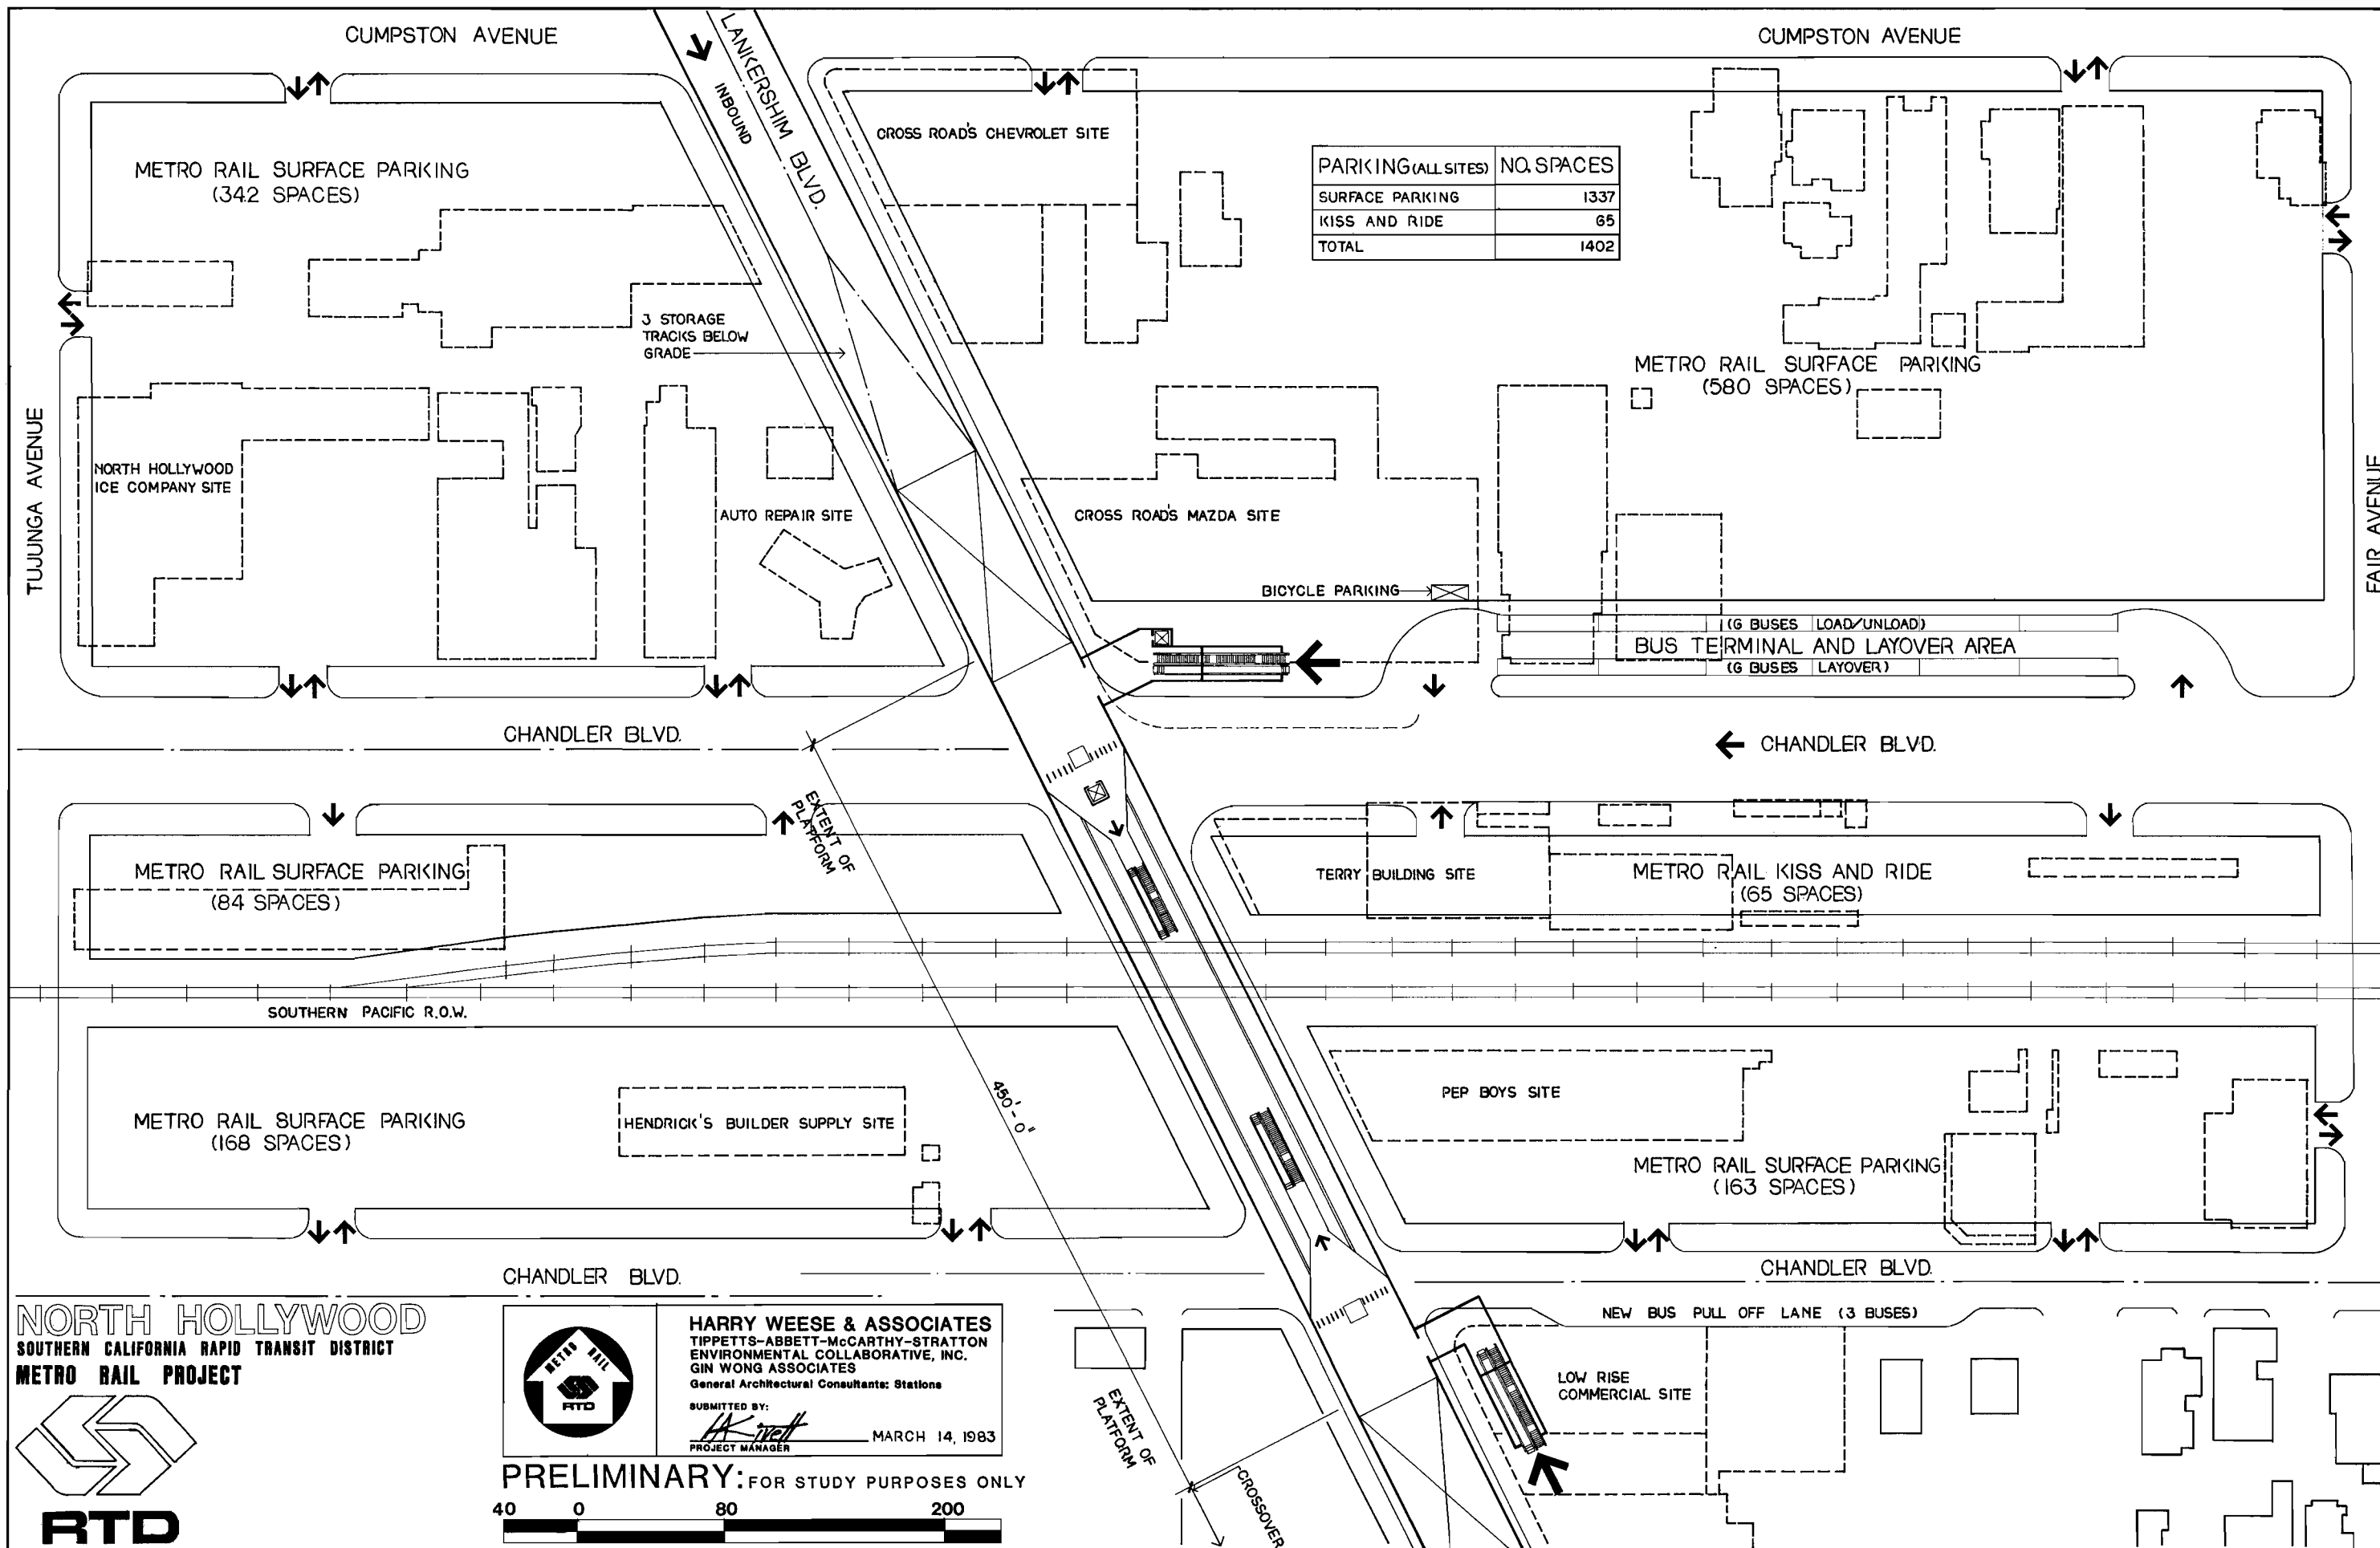 CUMPSTON AVENUE
CUMPSTON AVENUE
LANKERSHIM BLVD.
INBOUND
CROSS ROAD'S CHEVROLET SITE
METRO RAIL SURFACE PARKING
(342 SPACES)
PARKING (ALL SITES) NO. SPACES
SURFACE PARKING 1337
KISS AND RIDE 65
TOTAL 1402
3 STORAGE
TRACKS BELOW
GRADE
METRO RAIL SURFACE PARKING
(580 SPACES)
TUJUNGA AVENUE
NORTH HOLLYWOOD
ICE COMPANY SITE
AUTO REPAIR SITE
CROSS ROAD'S MAZDA SITE
FAIR AVENUE
BICYCLE PARKING
(6 BUSES LOAD/UNLOAD)
BUS TERMINAL AND LAYOVER AREA
(6 BUSES LAYOVER)
CHANDLER BLVD.
CHANDLER BLVD.
EXTENT OF
PLATFORM
METRO RAIL SURFACE PARKING
(84 SPACES)
TERRY BUILDING SITE
METRO RAIL KISS AND RIDE
(65 SPACES)
SOUTHERN PACIFIC R.O.W.
450'-0"
METRO RAIL SURFACE PARKING
(168 SPACES)
HENDRICK'S BUILDER SUPPLY SITE
PEP BOYS SITE
METRO RAIL SURFACE PARKING
(163 SPACES)
CHANDLER BLVD.
CHANDLER BLVD.
NEW BUS PULL OFF LANE (3 BUSES)
LOW RISE
COMMERCIAL SITE
EXTENT OF
PLATFORM
CROSSOVER
NORTH HOLLYWOOD
SOUTHERN CALIFORNIA RAPID TRANSIT DISTRICT
METRO RAIL PROJECT
RTD
METRO RAIL
RTD
HARRY WEESE & ASSOCIATES
TIPPETTS-ABBETT-McCARTHY-STRATTON
ENVIRONMENTAL COLLABORATIVE, INC.
GIN WONG ASSOCIATES
General Architectural Consultants: Stations
SUBMITTED BY:
PROJECT MANAGER
MARCH 14, 1983
PRELIMINARY: FOR STUDY PURPOSES ONLY
40 0 80 200